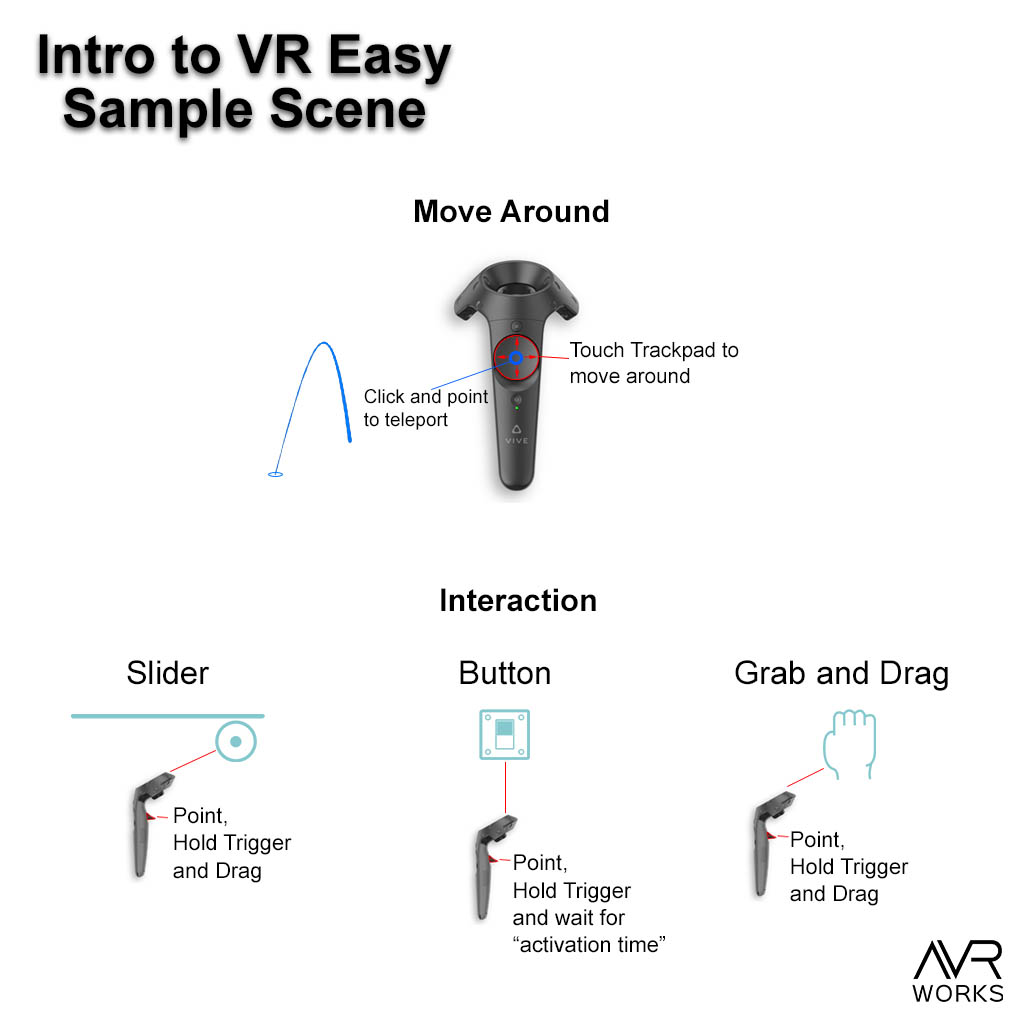 Intro to VR Easy
Sample Scene
Move Around
Touch Trackpad to
move around
Click and point
to teleport
VIVE
Interaction
Slider
Button
Grab and Drag
Point,
Hold Trigger
and Drag
Point,
Hold Trigger
and wait for
“activation time”
Point,
Hold Trigger
and Drag
AVR
WORKS